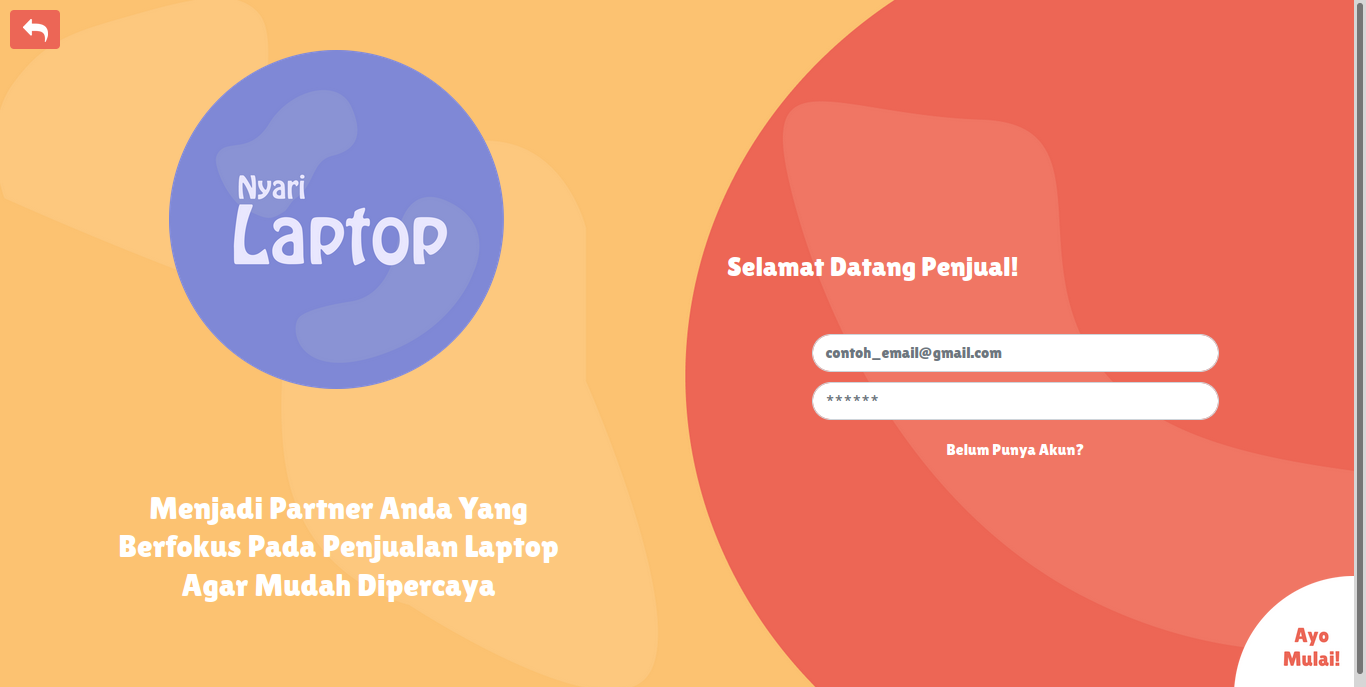 Nyari
Laptop
Menjadi Partner Anda Yang
Berfokus Pada Penjualan Laptop
Agar Mudah Dipercaya
Selamat Datang Penjual!
contoh_email@gmail.com
******
Belum Punya Akun?
Ayo
Mulai!